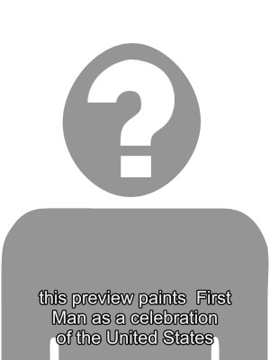 ?
this preview paints  First
Man as a celebration
of the United States